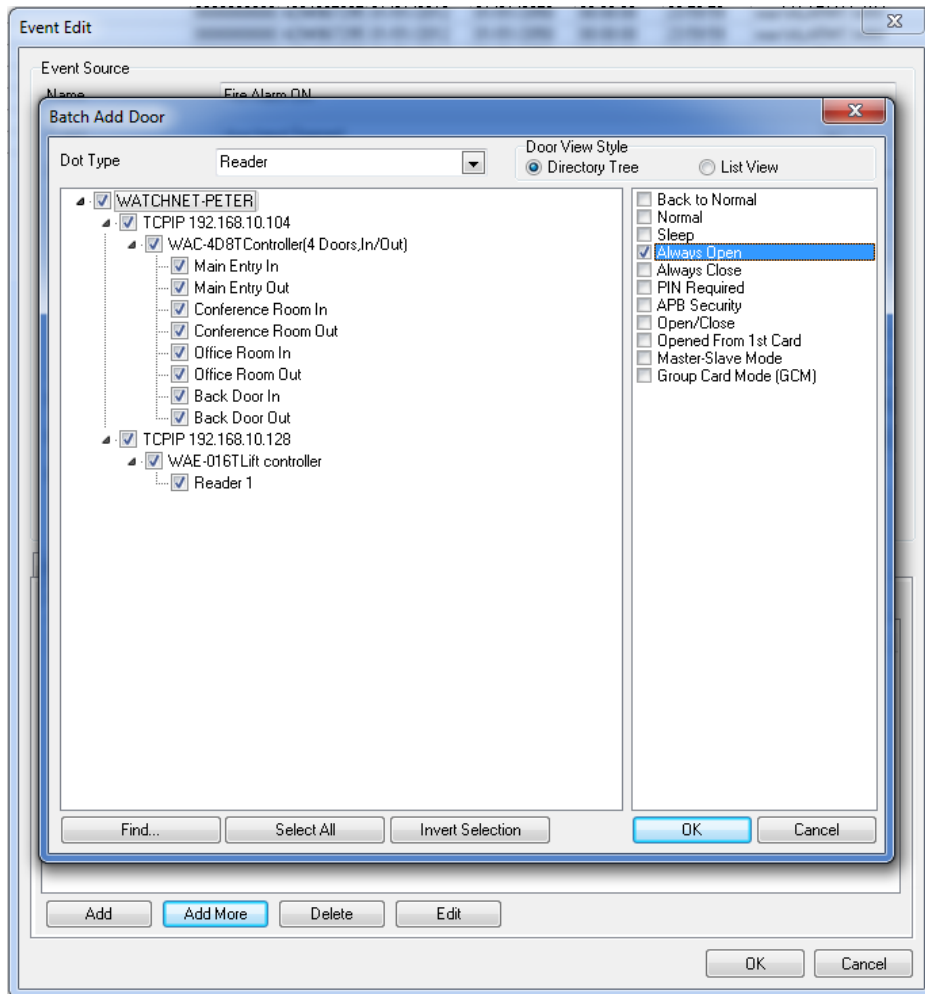 Event Edit
Event Source
Name Fire Alarm ON
Batch Add Door
Dot Type Reader
Door View Style
Directory Tree List View
WATCHNET-PETER
TCPIP 192.168.10.104
WAC-4D8TController(4 Doors,In/Out)
Main Entry In
Main Entry Out
Conference Room In
Conference Room Out
Office Room In
Office Room Out
Back Door In
Back Door Out
TCPIP 192.168.10.128
WAE-016TLift controller
Reader 1
Back to Normal
Normal
Sleep
Always Open
Always Close
PIN Required
APB Security
Open/Close
Opened From 1st Card
Master-Slave Mode
Group Card Mode (GCM)
Find... Select All Invert Selection OK Cancel
Add Add More Delete Edit
OK Cancel